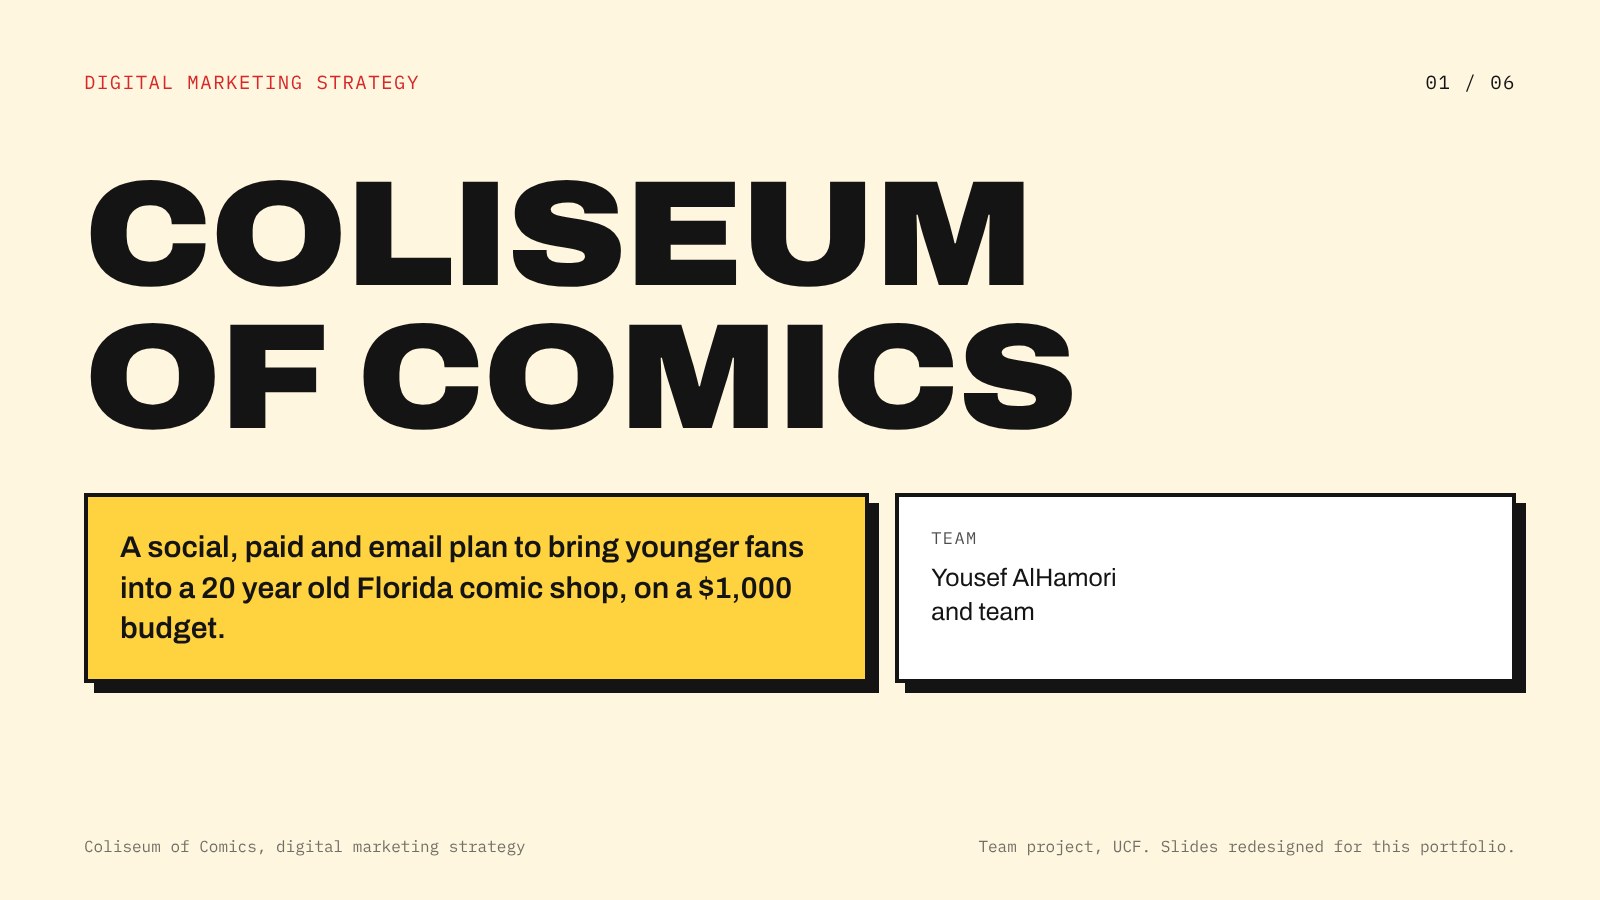 DIGITAL MARKETING STRATEGY
01 / 06
COLISEUM
OF COMICS
A social, paid and email plan to bring younger fans
into a 20 year old Florida comic shop, on a $1,000
budget.
TEAM
Yousef AlHamori
and team
Coliseum of Comics, digital marketing strategy
Team project, UCF. Slides redesigned for this portfolio.